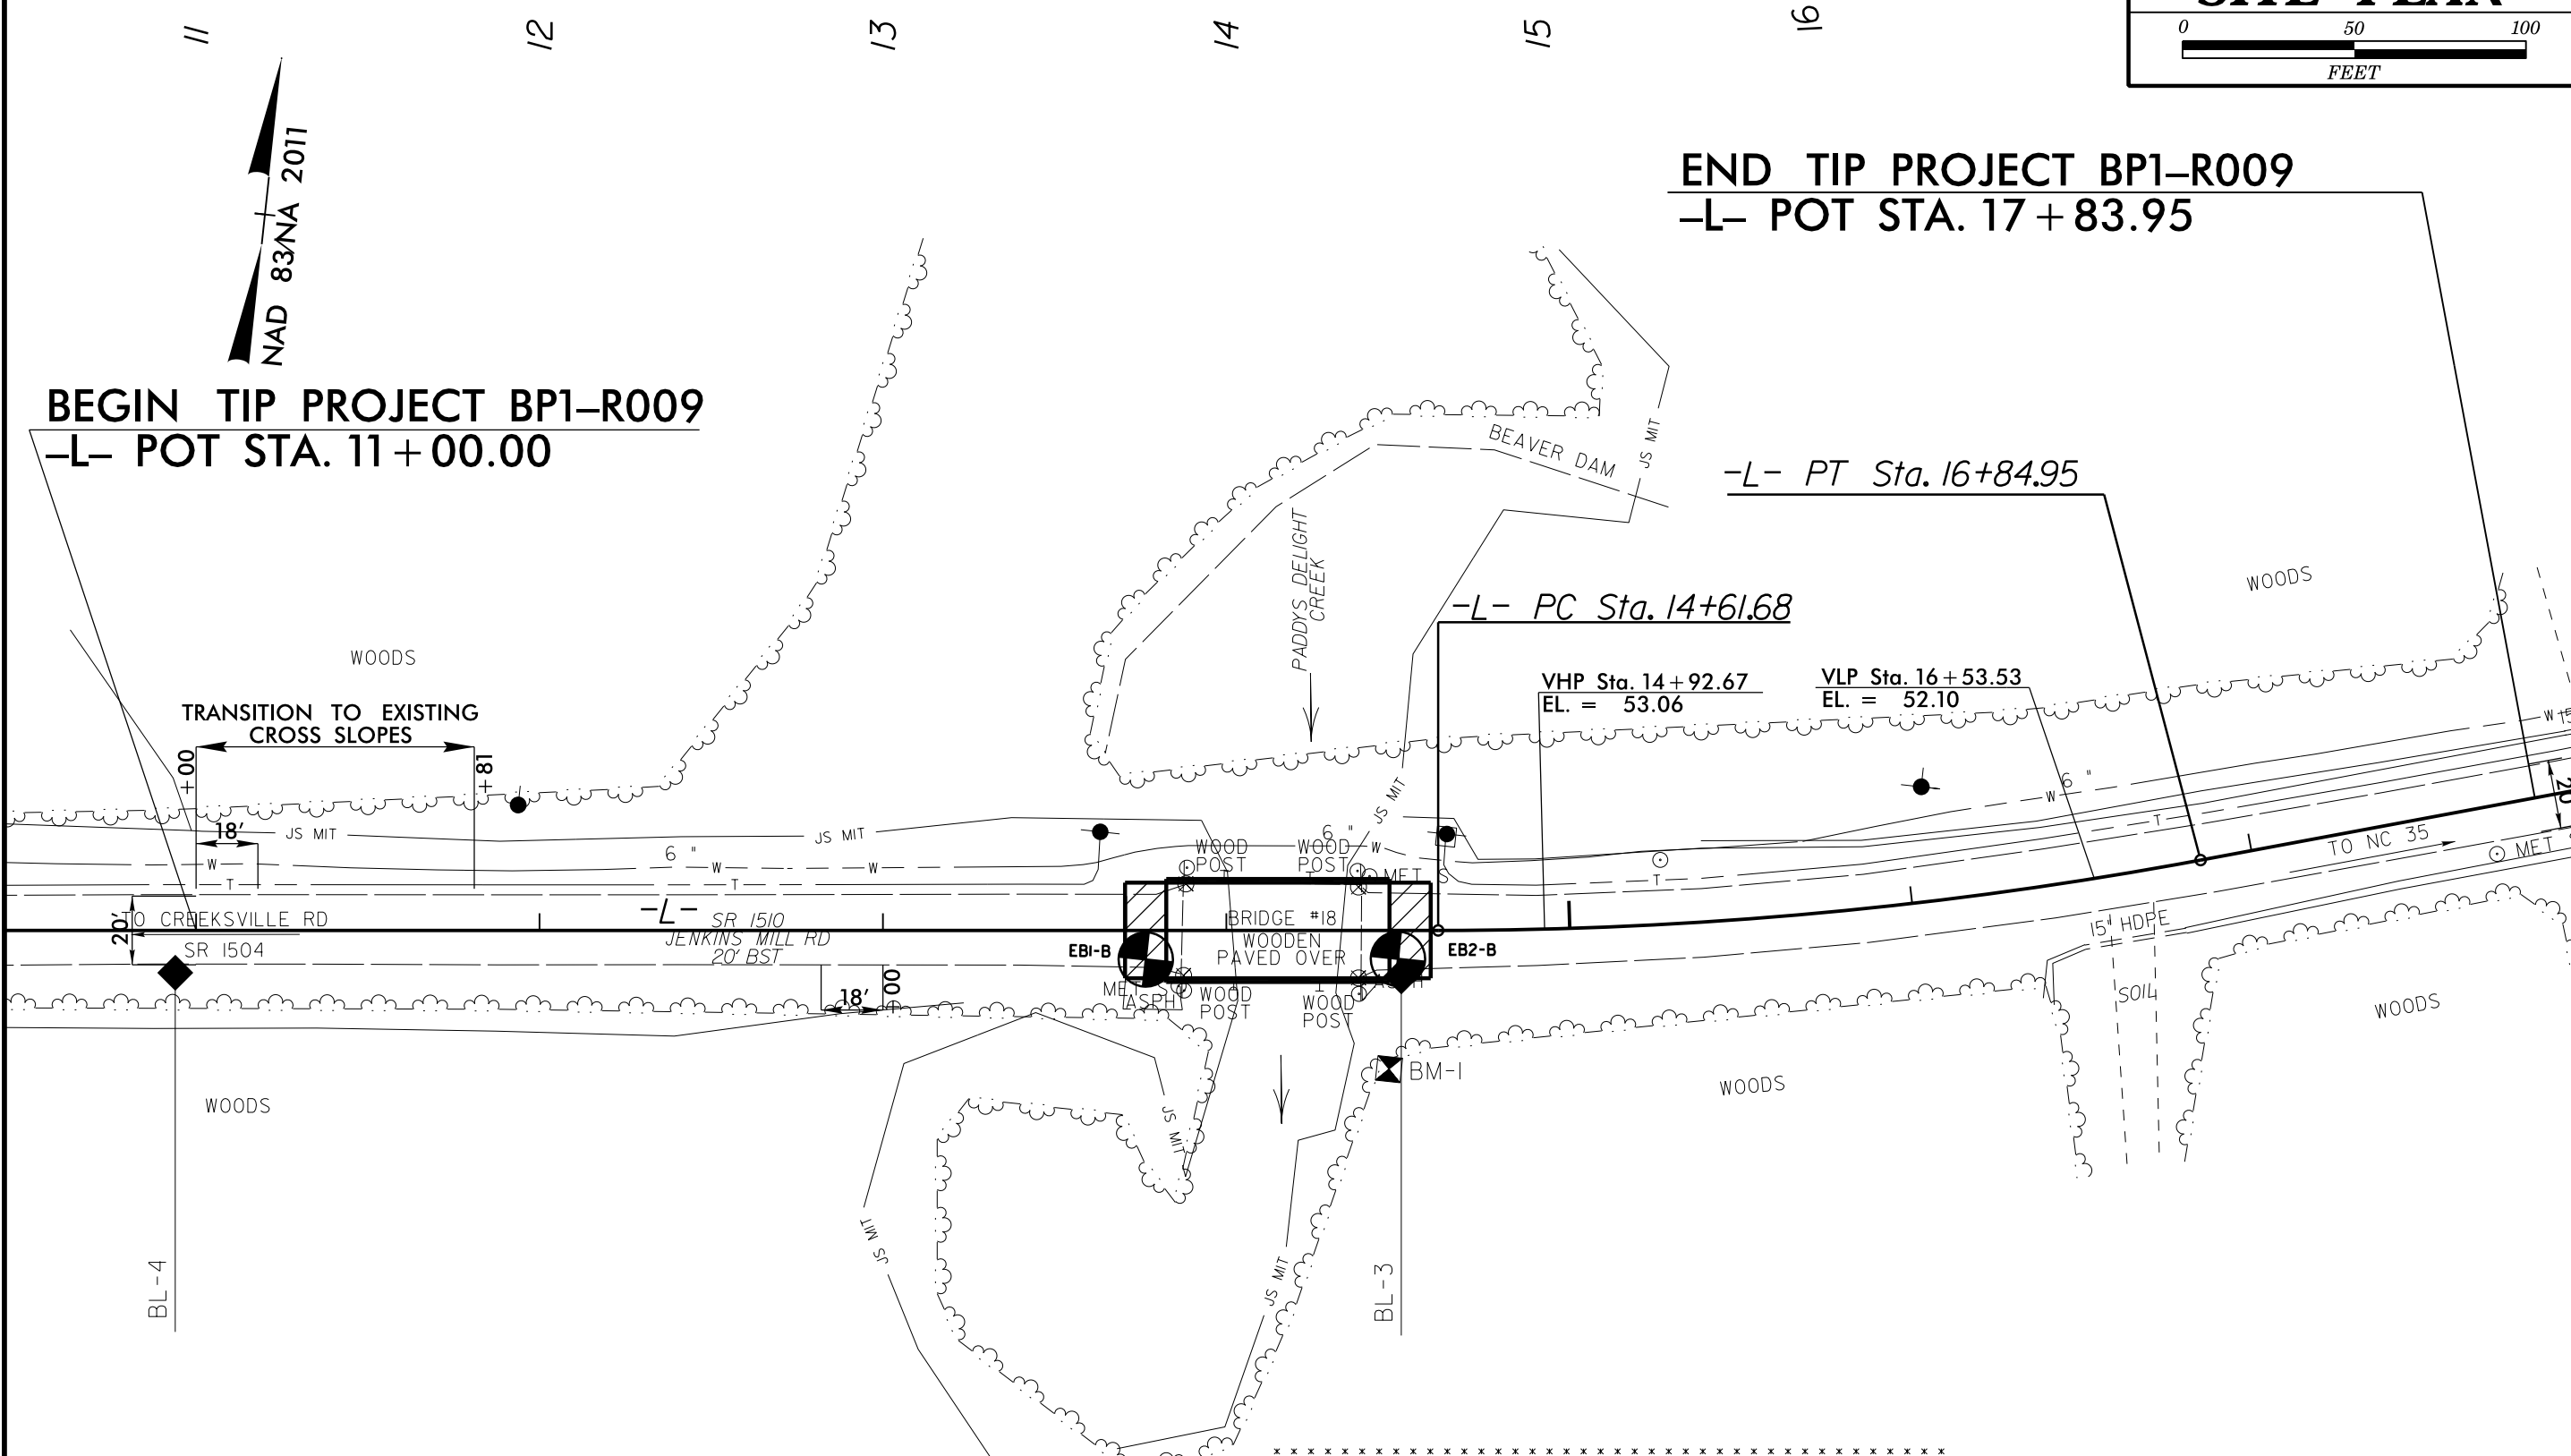 11
12
13
14
15
16
0 50 100
FEET
NAD 83/NA 2011
END TIP PROJECT BP1–R009
–L– POT STA. 17+83.95
BEGIN TIP PROJECT BP1–R009
–L– POT STA. 11+00.00
BEAVER DAM
JS MIT
-L- PT Sta. 16+84.95
PADDYS DELIGHT
CREEK
-L- PC Sta. 14+61.68
WOODS
WOODS
VHP Sta. 14+92.67
EL. = 53.06
VLP Sta. 16+53.53
EL. = 52.10
TRANSITION TO EXISTING
CROSS SLOPES
+00
+81
18'
JS MIT
JS MIT
JS MIT
6 "
6 "
6 "
W
W
W
W
W
W
T
T
T
T
T
T
WOOD
POST
WOOD
POST
MET
S
20'
TO CREEKSVILLE RD
SR 1504
-L-
SR 1510
JENKINS MILL RD
20' BST
BRIDGE #18
WOODEN
PAVED OVER
EB1-B
EB2-B
TO NC 35
MET
20'
15" HDPE
SOIL
18'
+00
MET
ASPH
WOOD
POST
WOOD
POST
BM-1
WOODS
WOODS
WOODS
JS MIT
JS MIT
JS MIT
BL-4
BL-3